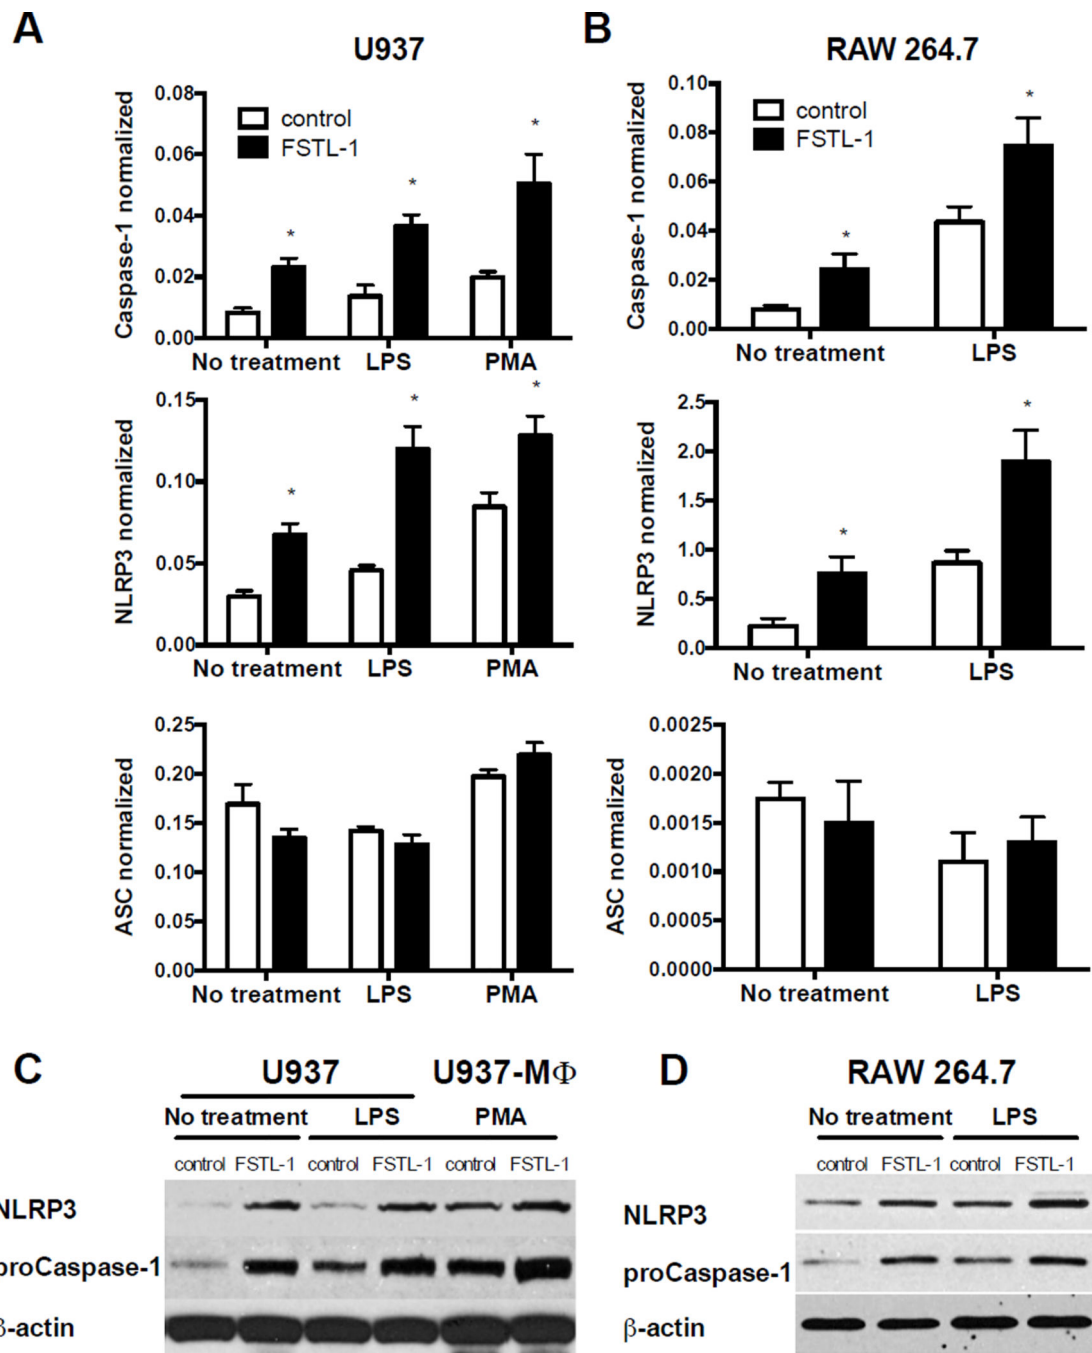 A
U937
0.08
0.06
0.04
0.02
0.00
Caspase-1 normalized
control
FSTL-1
*
*
*
No treatment
LPS
PMA
0.15
0.10
0.05
0.00
NLRP3 normalized
*
*
*
No treatment
LPS
PMA
0.25
0.20
0.15
0.10
0.05
0.00
ASC normalized
No treatment
LPS
PMA
B
RAW 264.7
0.10
0.08
0.06
0.04
0.02
0.00
Caspase-1 normalized
control
FSTL-1
*
*
No treatment
LPS
2.5
2.0
1.5
1.0
0.5
0.0
NLRP3 normalized
*
*
No treatment
LPS
0.0025
0.0020
0.0015
0.0010
0.0005
0.0000
ASC normalized
No treatment
LPS
C
U937 U937-MΦ
No treatment LPS PMA
control FSTL-1 control FSTL-1 control FSTL-1
NLRP3
proCaspase-1
β-actin
D
RAW 264.7
No treatment LPS
control FSTL-1 control FSTL-1
NLRP3
proCaspase-1
β-actin